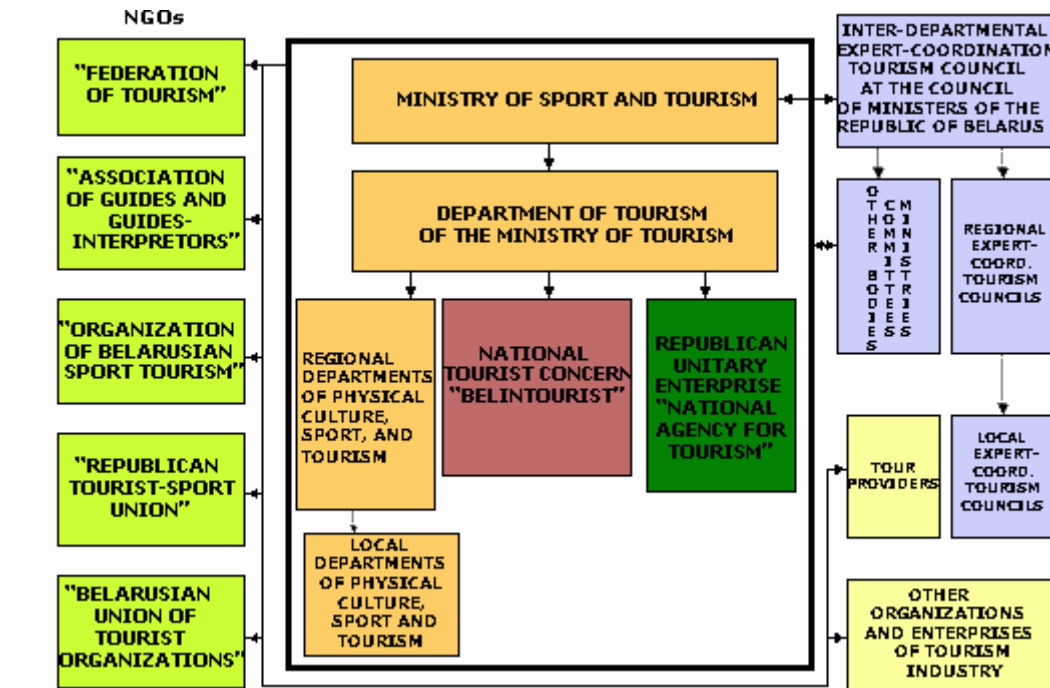 NGOs
"FEDERATION
OF TOURISM"
"ASSOCIATION
OF GUIDES AND
GUIDES-
INTERPRETORS"
"ORGANIZATION
OF BELARUSIAN
SPORT TOURISM"
"REPUBLICAN
TOURIST-SPORT
UNION"
"BELARUSIAN
UNION OF
TOURIST
ORGANIZATIONS"
MINISTRY OF SPORT AND TOURISM
DEPARTMENT OF TOURISM
OF THE MINISTRY OF TOURISM
REGIONAL
DEPARTMENTS
OF PHYSICAL
CULTURE,
SPORT, AND
TOURISM
NATIONAL
TOURIST CONCERN
"BELINTOURIST"
REPUBLICAN
UNITARY
ENTERPRISE
"NATIONAL
AGENCY FOR
TOURISM"
LOCAL
DEPARTMENTS
OF PHYSICAL
CULTURE,
SPORT AND
TOURISM
INTER-DEPARTMENTAL
EXPERT-COORDINATION
TOURISM COUNCIL
AT THE COUNCIL
OF MINISTERS OF THE
REPUBLIC OF BELARUS
OTHER BODIES
COMMITTEES
MINISTRIES
REGIONAL
EXPERT-
COORD.
TOURISM
COUNCILS
TOUR
PROVIDERS
LOCAL
EXPERT-
COORD.
TOURISM
COUNCILS
OTHER
ORGANIZATIONS
AND ENTERPRISES
OF TOURISM
INDUSTRY